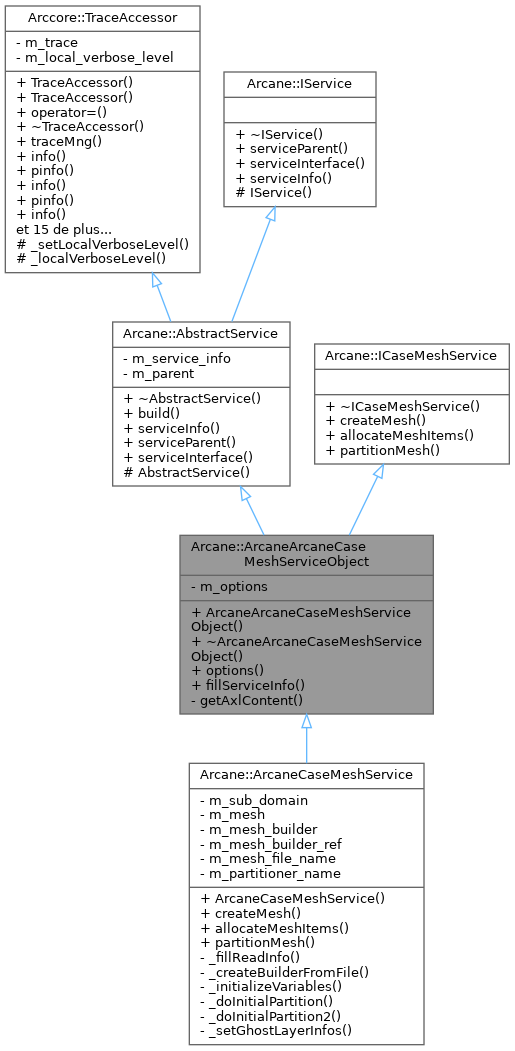 Arccore::TraceAccessor
- m_trace
- m_local_verbose_level
+ TraceAccessor()
+ TraceAccessor()
+ operator=()
+ ~TraceAccessor()
+ traceMng()
+ info()
+ pinfo()
+ info()
+ pinfo()
+ info()
et 15 de plus...
# _setLocalVerboseLevel()
# _localVerboseLevel()
Arcane::IService
+ ~IService()
+ serviceParent()
+ serviceInterface()
+ serviceInfo()
# IService()
Arcane::AbstractService
- m_service_info
- m_parent
+ ~AbstractService()
+ build()
+ serviceInfo()
+ serviceParent()
+ serviceInterface()
# AbstractService()
Arcane::ICaseMeshService
+ ~ICaseMeshService()
+ createMesh()
+ allocateMeshItems()
+ partitionMesh()
Arcane::ArcaneArcaneCase
MeshServiceObject
- m_options
+ ArcaneArcaneCaseMeshService
Object()
+ ~ArcaneArcaneCaseMeshService
Object()
+ options()
+ fillServiceInfo()
- getAxlContent()
Arcane::ArcaneCaseMeshService
- m_sub_domain
- m_mesh
- m_mesh_builder
- m_mesh_builder_ref
- m_mesh_file_name
- m_partitioner_name
+ ArcaneCaseMeshService()
+ createMesh()
+ allocateMeshItems()
+ partitionMesh()
- _fillReadInfo()
- _createBuilderFromFile()
- _initializeVariables()
- _doInitialPartition()
- _doInitialPartition2()
- _setGhostLayerInfos()